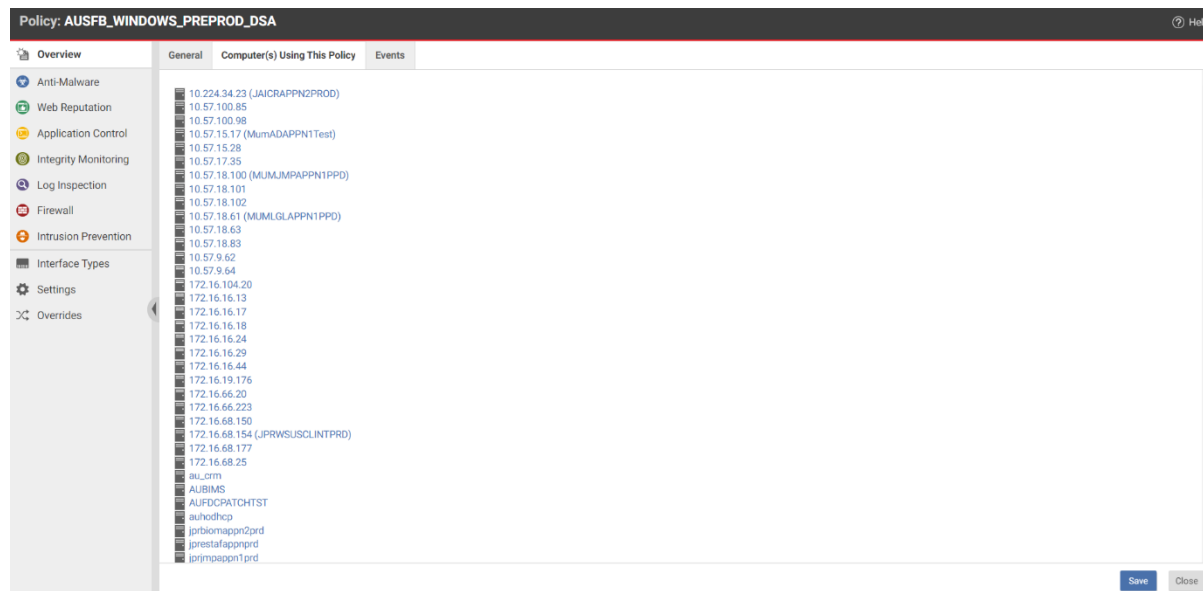 Policy: AUSFB_WINDOWS_PREPROD_DSA
Hel
Overview
Anti-Malware
Web Reputation
Application Control
Integrity Monitoring
Log Inspection
Firewall
Intrusion Prevention
Interface Types
Settings
Overrides
General Computer(s) Using This Policy Events
10.224.34.23 (JAICRAPPN2PROD)
10.57.100.85
10.57.100.98
10.57.15.17 (MumADAPPN1Test)
10.57.15.28
10.57.17.35
10.57.18.100 (MUMJMPAPPN1PPD)
10.57.18.101
10.57.18.102
10.57.18.61 (MUMLGLAPPN1PPD)
10.57.18.63
10.57.18.83
10.57.9.62
10.57.9.64
172.16.104.20
172.16.16.13
172.16.16.17
172.16.16.18
172.16.16.24
172.16.16.29
172.16.16.44
172.16.19.176
172.16.66.20
172.16.66.223
172.16.68.150
172.16.68.154 (JPRWSUSCLINTPRD)
172.16.68.177
172.16.68.25
au_crm
AUBIMS
AUFDCPATCHTST
auhodhcp
jprbiomappn2prd
jprestafappnprd
jprjmpappn1prd
Save Close